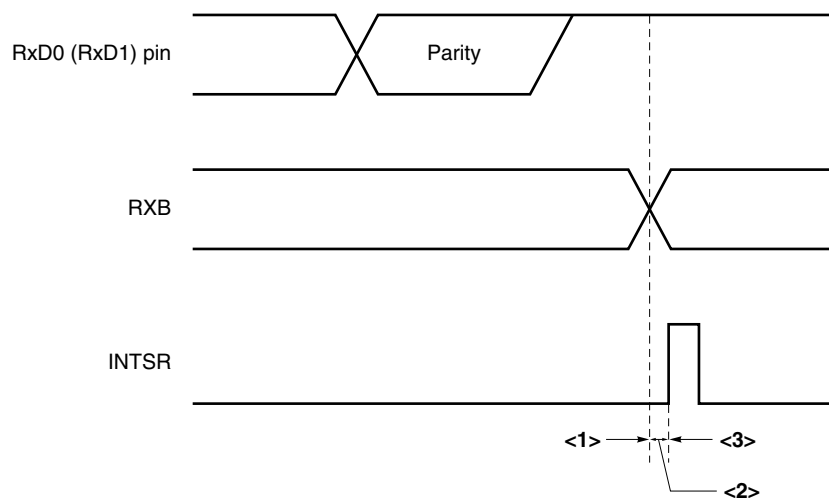 RxD0 (RxD1) pin
Parity
RXB
INTSR
<1>
<3>
<2>